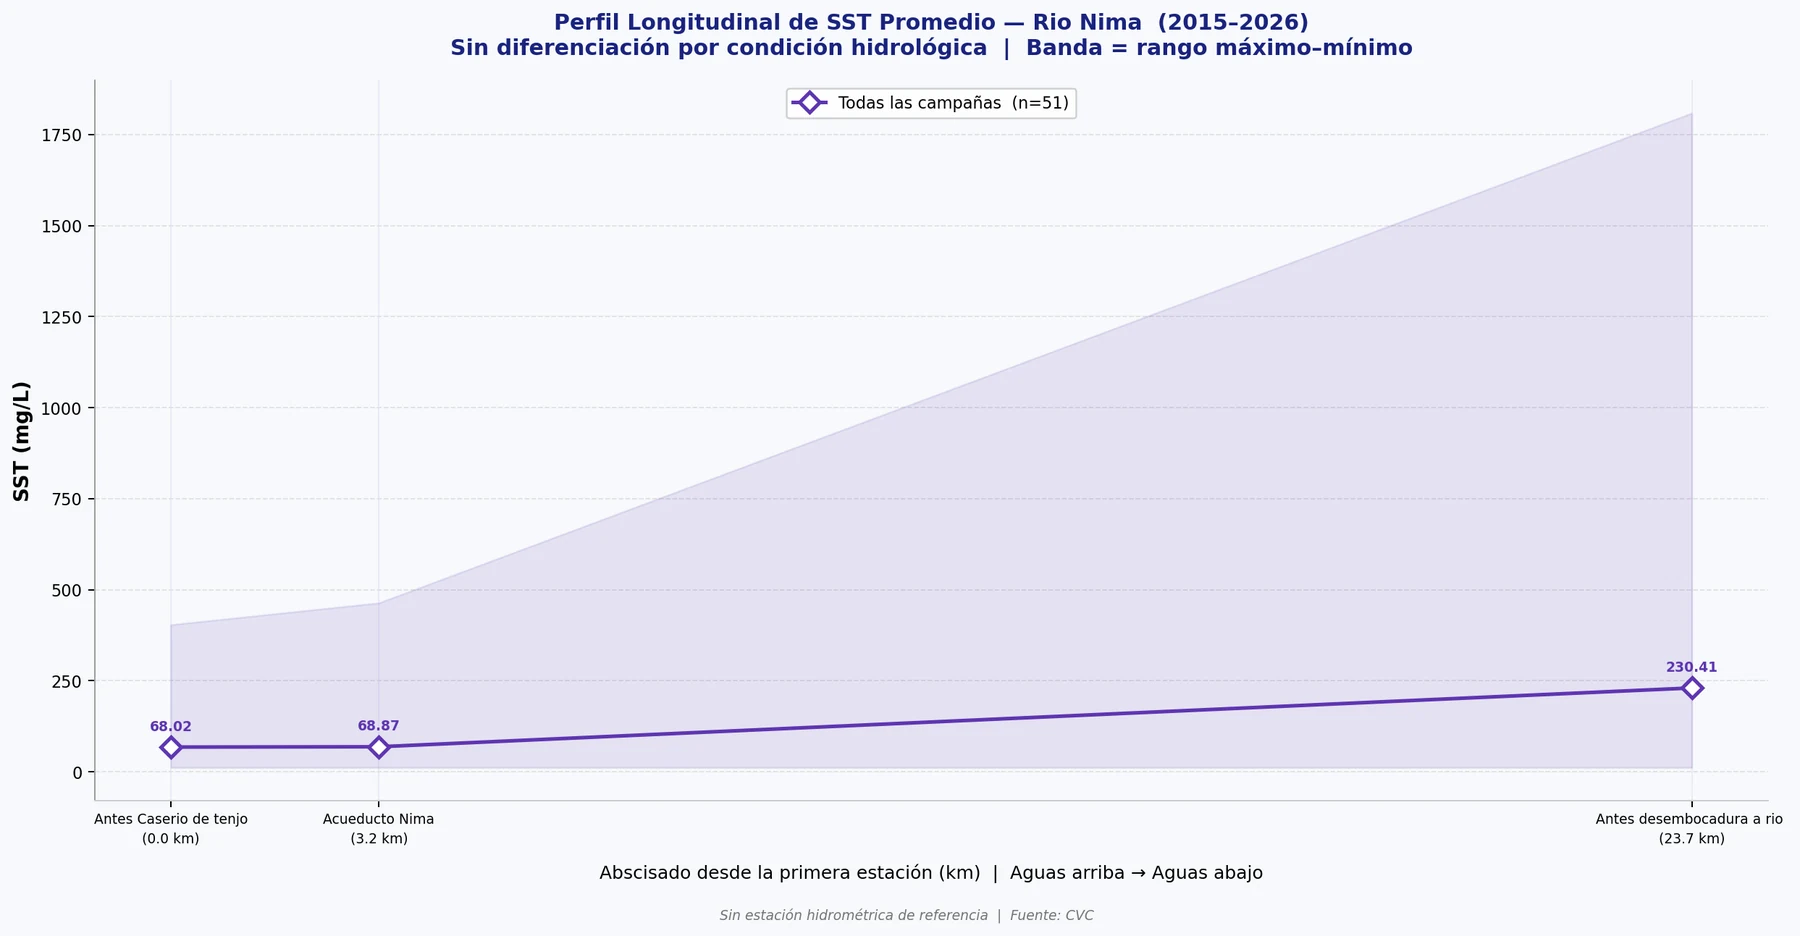 Perfil Longitudinal de SST Promedio — Rio Nima  (2015–2026)
Sin diferenciación por condición hidrológica  |  Banda = rango máximo–mínimo
Todas las campañas  (n=51)
SST (mg/L)
1750
1500
1250
1000
750
500
250
0
68.02
68.87
230.41
Antes Caserio de tenjo
(0.0 km)
Acueducto Nima
(3.2 km)
Antes desembocadura a rio
(23.7 km)
Abscisado desde la primera estación (km)  |  Aguas arriba → Aguas abajo
Sin estación hidrométrica de referencia  |  Fuente: CVC